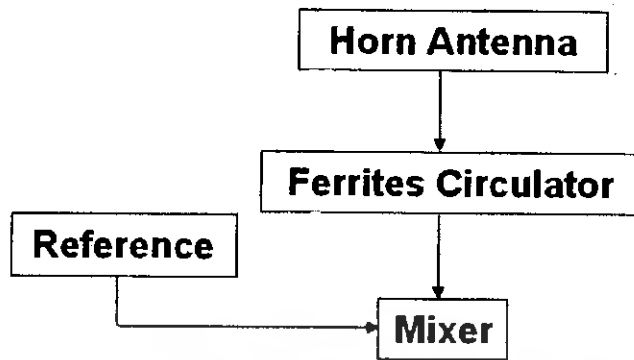 Horn Antenna
Ferrites Circulator
Reference
Mixer